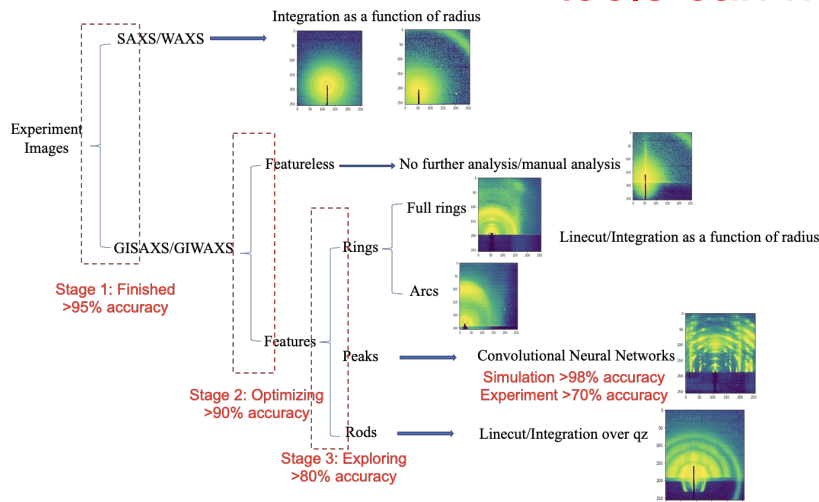 Integration as a function of radius
SAXS/WAXS
Experiment
Images
Featureless
No further analysis/manual analysis
Full rings
GISAXS/GIWAXS
Rings
Linecut/Integration as a function of radius
Stage 1: Finished
>95% accuracy
Arcs
Features
Peaks
Convolutional Neural Networks
Simulation >98% accuracy
Experiment >70% accuracy
Stage 2: Optimizing
>90% accuracy
Rods
Linecut/Integration over qz
Stage 3: Exploring
>80% accuracy